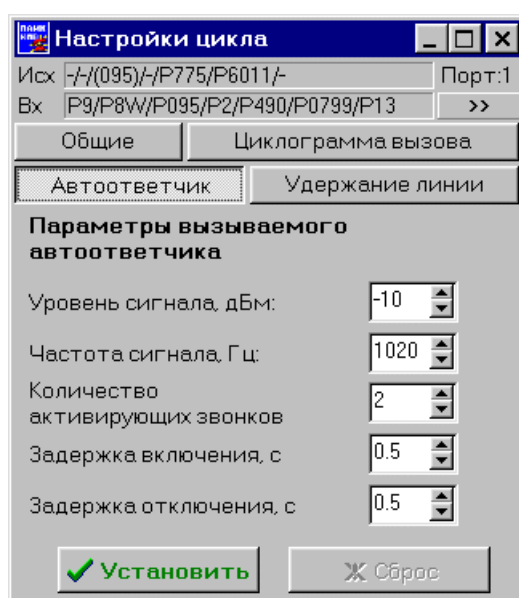 Настройки цикла
Исх -/-/(095)/-/P775/P6011/- Порт:1
Вх P9/P8W/P095/P2/P490/P0799/P13 >>
Общие Циклограмма вызова
Автоответчик Удержание линии
Параметры вызываемого
автоответчика
Уровень сигнала, дБм: -10
Частота сигнала, Гц: 1020
Количество
активирующих звонков 2
Задержка включения, с 0.5
Задержка отключения, с 0.5
Установить Сброс